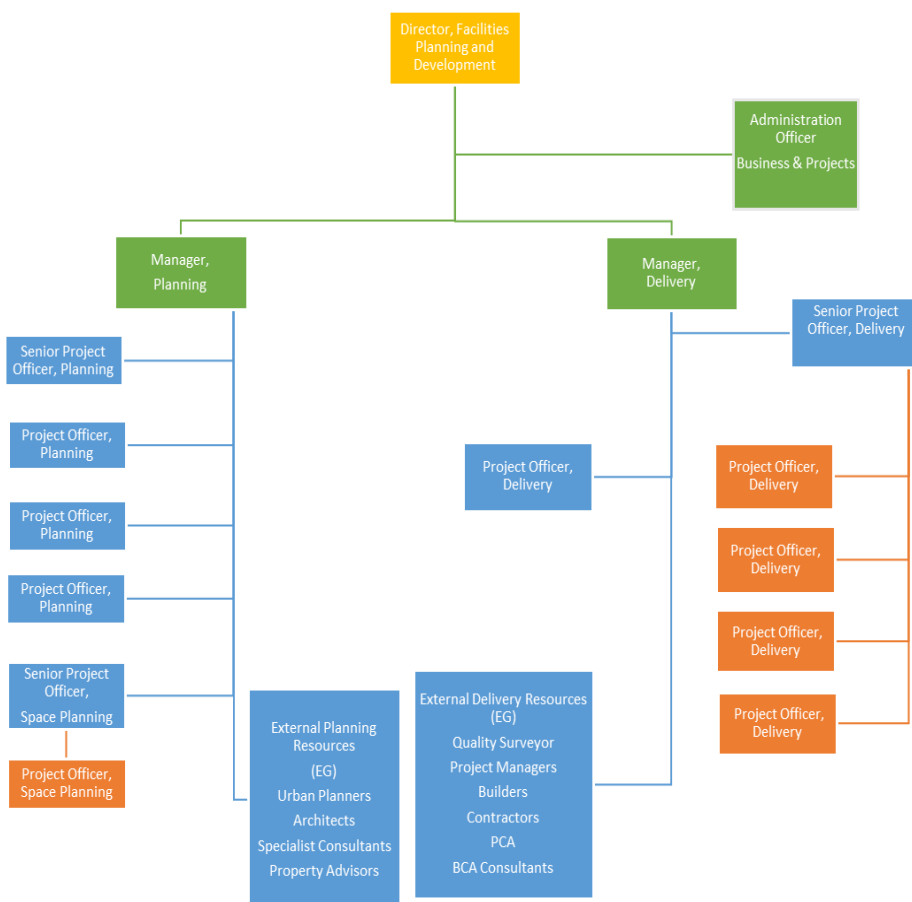 Director, Facilities
Planning and
Development
Administration
Officer
Business & Projects
Manager,
Planning
Manager,
Delivery
Senior Project
Officer, Delivery
Senior Project
Officer, Planning
Project Officer,
Planning
Project Officer,
Delivery
Project Officer,
Delivery
Project Officer,
Planning
Project Officer,
Delivery
Project Officer,
Planning
Project Officer,
Delivery
Senior Project
Officer,
Space Planning
Project Officer,
Delivery
Project Officer,
Space Planning
External Planning
Resources
(EG)
Urban Planners
Architects
Specialist Consultants
Property Advisors
External Delivery Resources
(EG)
Quality Surveyor
Project Managers
Builders
Contractors
PCA
BCA Consultants